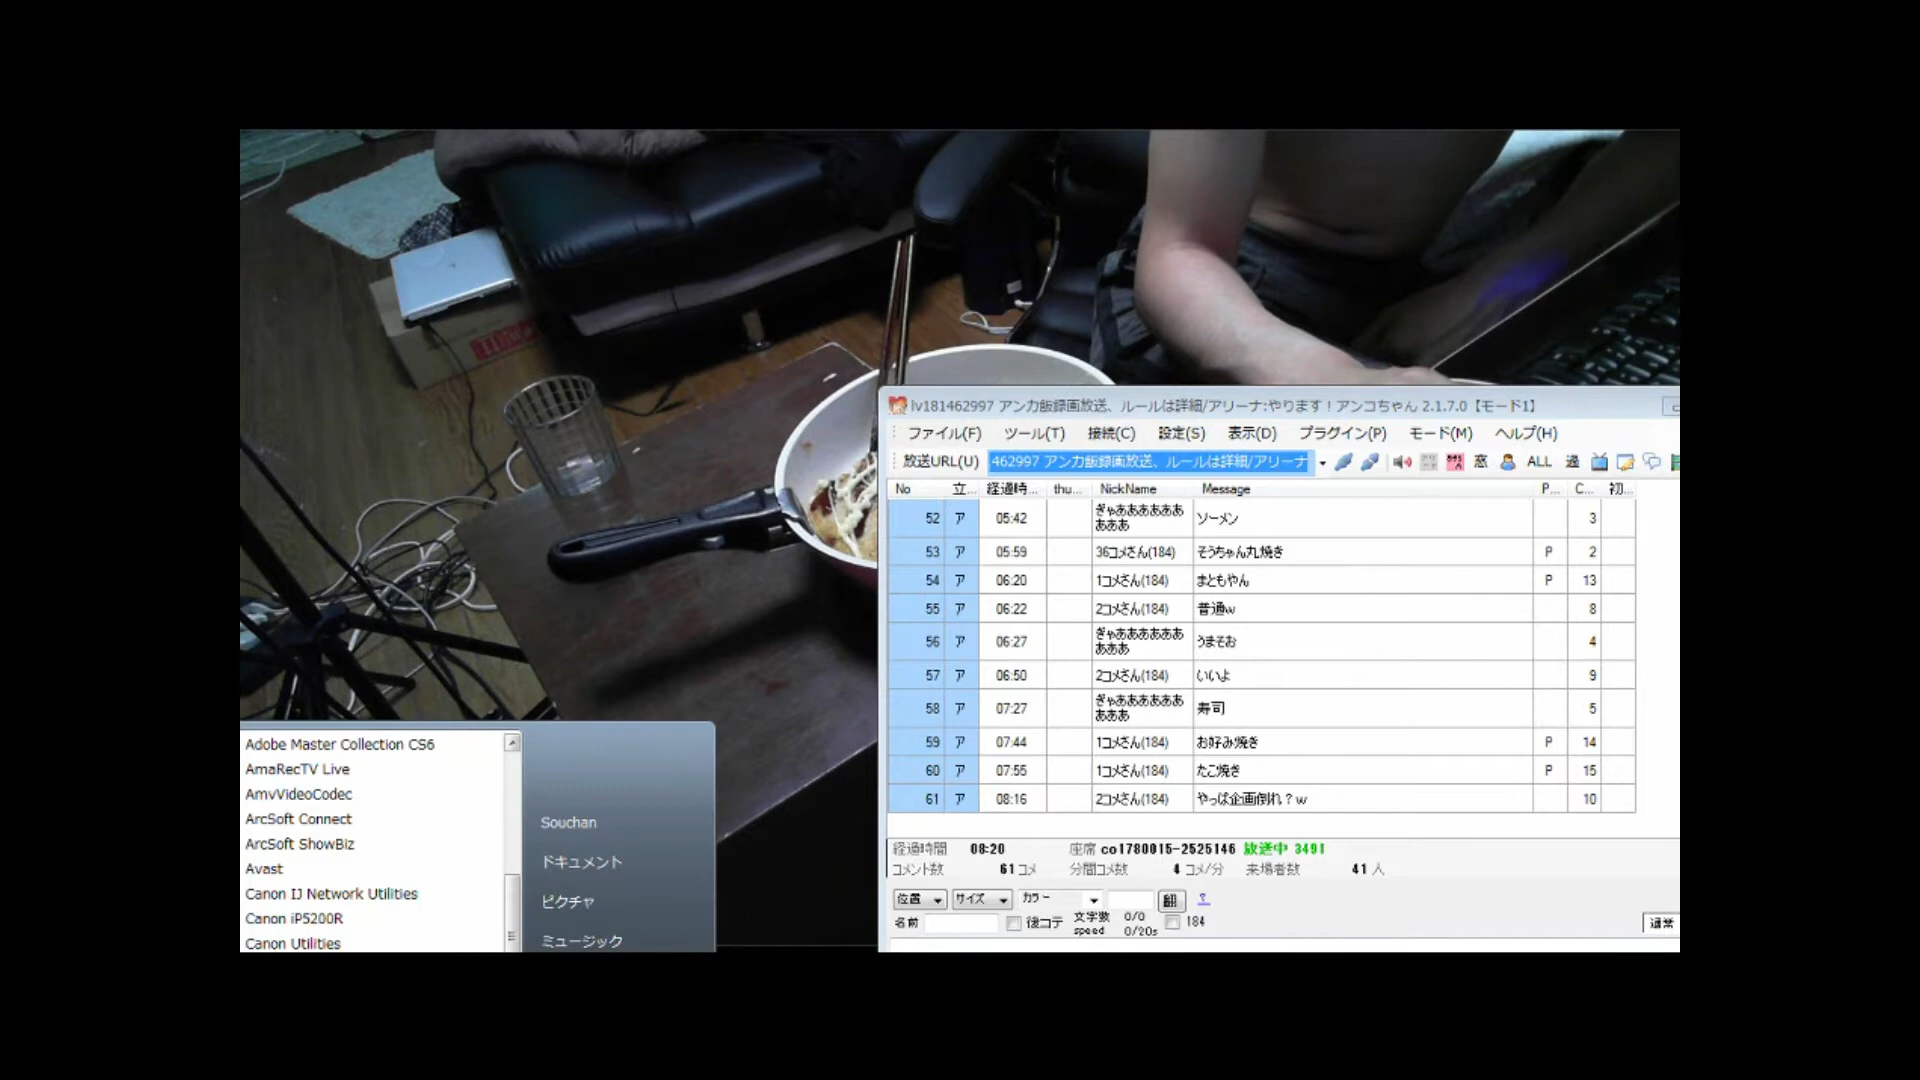 lv181462997 アンカ飯録画放送、ルールは詳細/アリーナ:やります!アンコちゃん 2.1.7.0【モード1】
ファイル(F) ツール(T) 接続(C) 設定(S) 表示(D) プラグイン(P) モード(M) ヘルプ(H)
放送URL(U) 462997 アンカ飯録画放送、ルールは詳細/アリーナ ALL 過
No 立... 経過時... thu... NickName Message P... C... 初...
52 ア 05:42 ぎゃああああああ
あああ ソーメン 3
53 ア 05:59 36コメさん(184) そうちゃん丸焼き P 2
54 ア 06:20 1コメさん(184) まともやん P 13
55 ア 06:22 2コメさん(184) 普通w 8
56 ア 06:27 ぎゃああああああ
あああ うまそお 4
57 ア 06:50 2コメさん(184) いいよ 9
58 ア 07:27 ぎゃああああああ
あああ 寿司 5
59 ア 07:44 1コメさん(184) お好み焼き P 14
60 ア 07:55 1コメさん(184) たこ焼き P 15
61 ア 08:16 2コメさん(184) やっぱ企画倒れ?w 10
経過時間 08:20 座席 co1780015-2525146 放送中 3491
コメント数 61 コメ 分間コメ数 4 コメ/分 来場者数 41 人
位置 サイズ カラー 翻
名前 後コテ 文字数 0/0 184 通常
speed 0/20s
Adobe Master Collection CS6
AmaRecTV Live
AmvVideoCodec
ArcSoft Connect
ArcSoft ShowBiz
Avast
Canon IJ Network Utilities
Canon iP5200R
Canon Utilities
Souchan
ドキュメント
ピクチャ
ミュージック